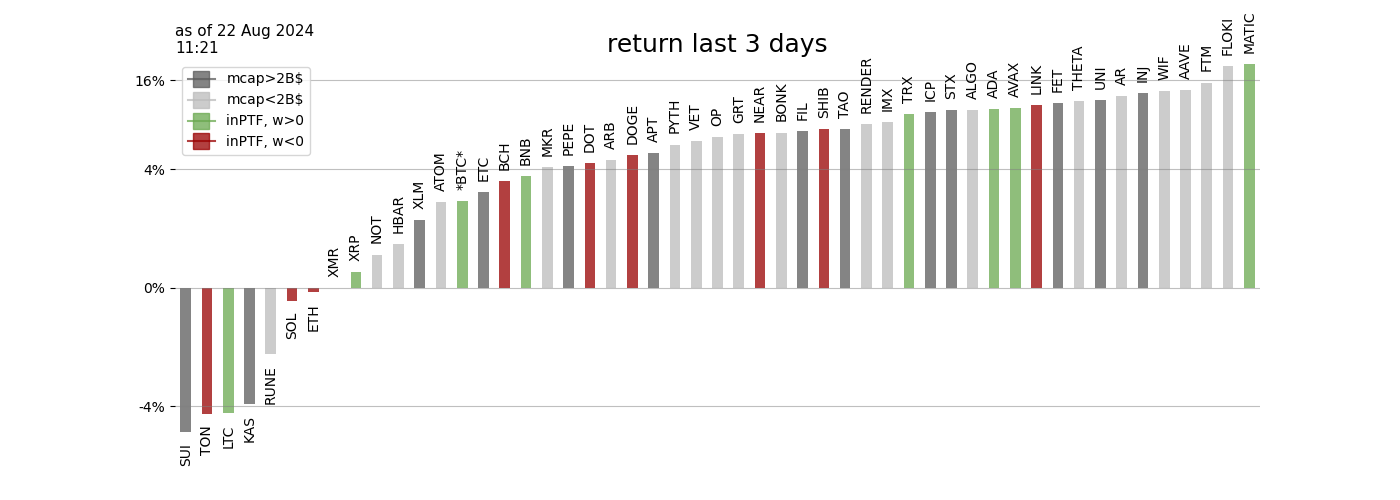 as of 22 Aug 2024
11:21
return last 3 days
mcap>2B$
mcap<2B$
inPTF, w>0
inPTF, w<0
16%
4%
0%
-4%
SUI
TON
LTC
KAS
RUNE
SOL
ETH
XMR
XRP
NOT
HBAR
XLM
ATOM
*BTC*
ETC
BCH
BNB
MKR
PEPE
DOT
ARB
DOGE
APT
PYTH
VET
OP
GRT
NEAR
BONK
FIL
SHIB
TAO
RENDER
IMX
TRX
ICP
STX
ALGO
ADA
AVAX
LINK
FET
THETA
UNI
AR
INJ
WIF
AAVE
FTM
FLOKI
MATIC